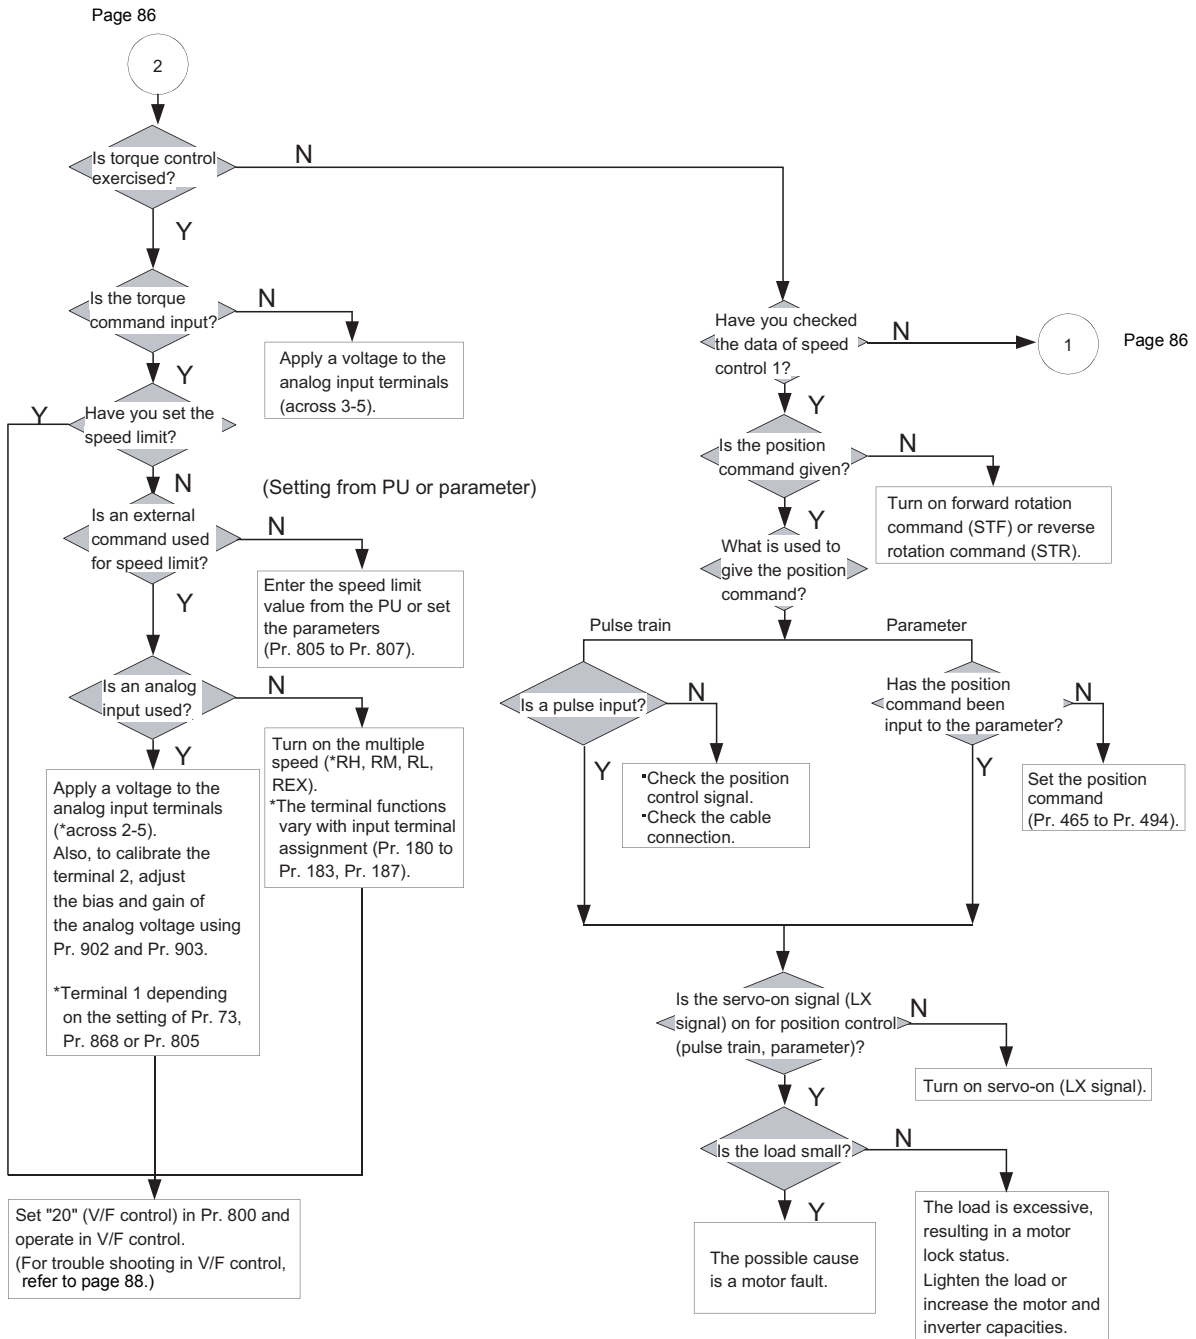 Page 86
2
Is torque control
exercised?
N
Y
Is the torque
command input?
N
Apply a voltage to the
analog input terminals
(across 3-5).
Y
Have you set the
speed limit?
Y
N
(Setting from PU or parameter)
Is an external
command used
for speed limit?
N
Enter the speed limit
value from the PU or set
the parameters
(Pr. 805 to Pr. 807).
Y
Is an analog
input used?
N
Turn on the multiple
speed (*RH, RM, RL,
REX).
*The terminal functions
vary with input terminal
assignment (Pr. 180 to
Pr. 183, Pr. 187).
Y
Apply a voltage to the
analog input terminals
(*across 2-5).
Also, to calibrate the
terminal 2, adjust
the bias and gain of
the analog voltage using
Pr. 902 and Pr. 903.
*Terminal 1 depending
on the setting of Pr. 73,
Pr. 868 or Pr. 805
Set "20" (V/F control) in Pr. 800 and
operate in V/F control.
(For trouble shooting in V/F control,
refer to page 88.)
Have you checked
the data of speed
control 1?
N
1
Page 86
Y
Is the position
command given?
N
Turn on forward rotation
command (STF) or reverse
rotation command (STR).
Y
What is used to
give the position
command?
Pulse train
Parameter
Is a pulse input?
N
▪Check the position
control signal.
▪Check the cable
connection.
Y
Has the position
command been
input to the parameter?
N
Set the position
command
(Pr. 465 to Pr. 494).
Y
Is the servo-on signal (LX
signal) on for position control
(pulse train, parameter)?
N
Turn on servo-on (LX signal).
Y
Is the load small?
N
The load is excessive,
resulting in a motor
lock status.
Lighten the load or
increase the motor and
inverter capacities.
Y
The possible cause
is a motor fault.